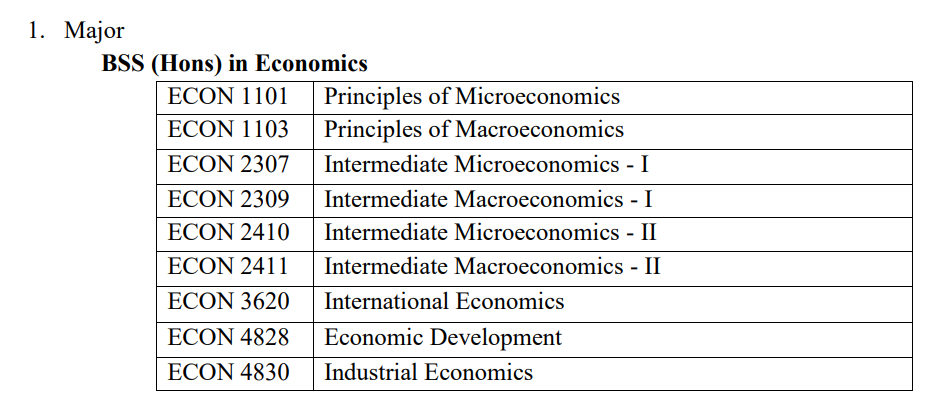 1. Major
BSS (Hons) in Economics
ECON 1101 Principles of Microeconomics
ECON 1103 Principles of Macroeconomics
ECON 2307 Intermediate Microeconomics - I
ECON 2309 Intermediate Macroeconomics - I
ECON 2410 Intermediate Microeconomics - II
ECON 2411 Intermediate Macroeconomics - II
ECON 3620 International Economics
ECON 4828 Economic Development
ECON 4830 Industrial Economics